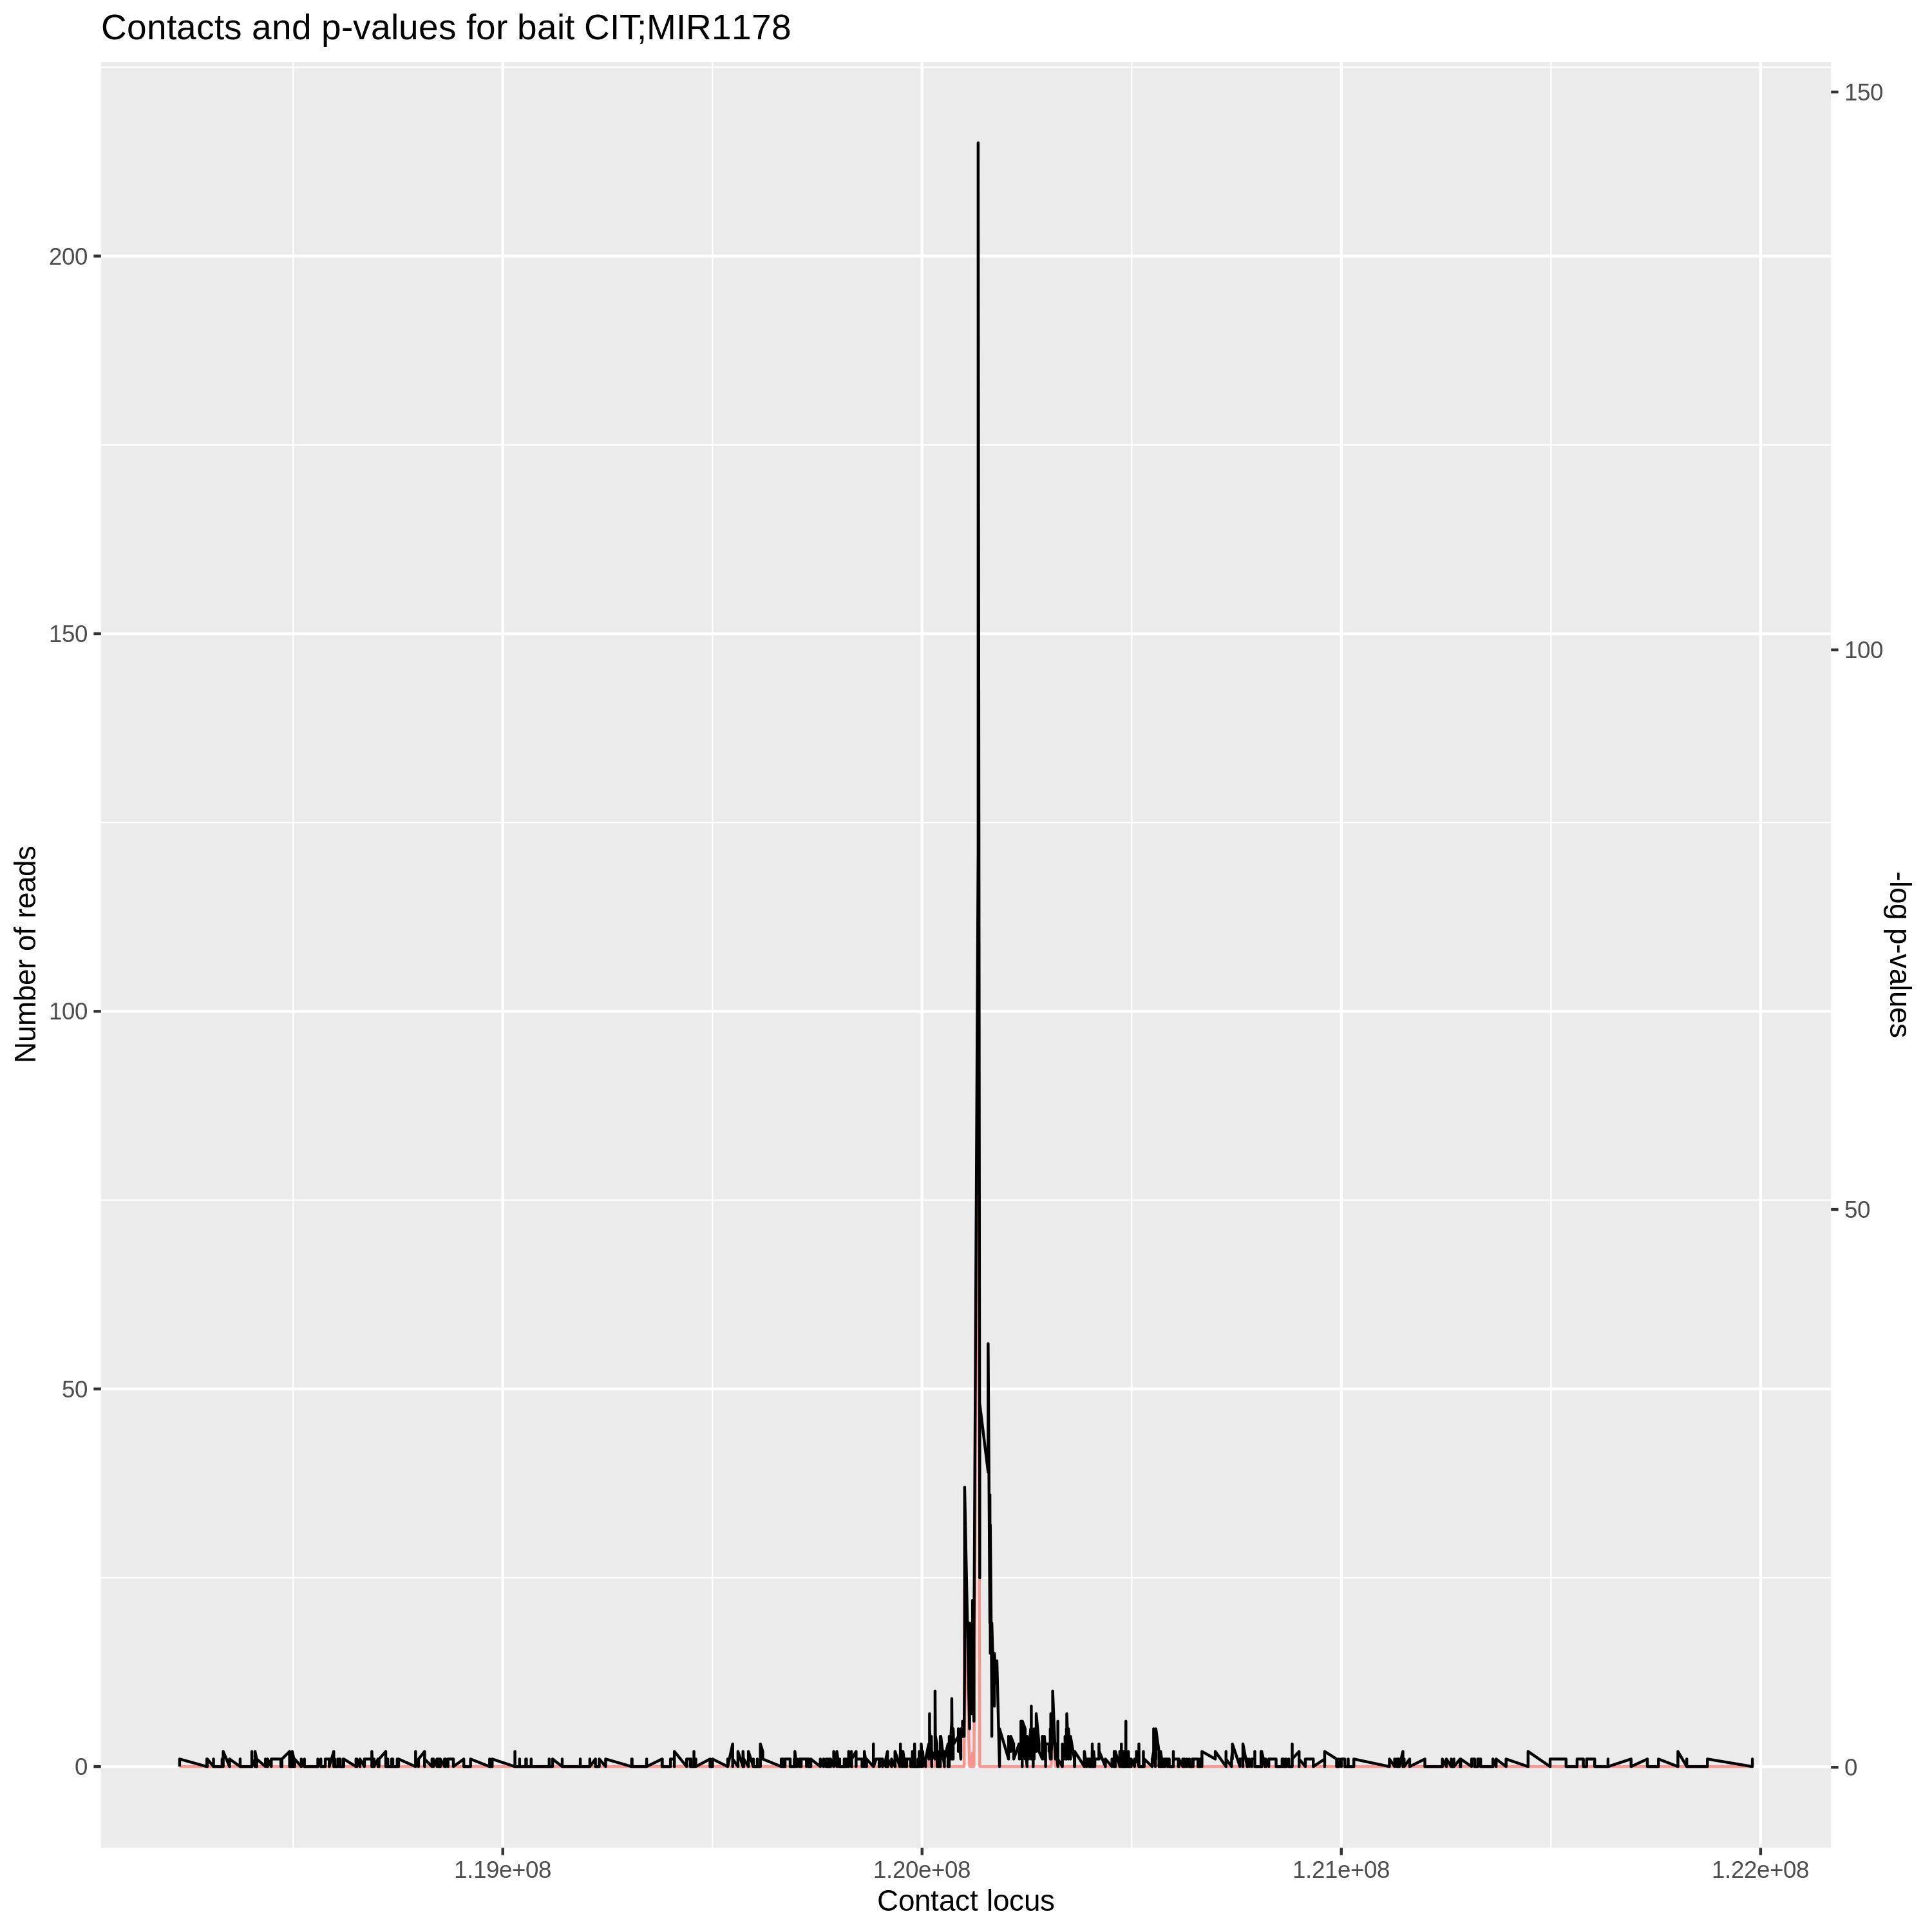 Contacts and p-values for bait CIT;MIR1178
150
200
150
100
100
50
50
0
0
Number of reads
-log p-values
1.19e+08
1.20e+08
1.21e+08
1.22e+08
Contact locus